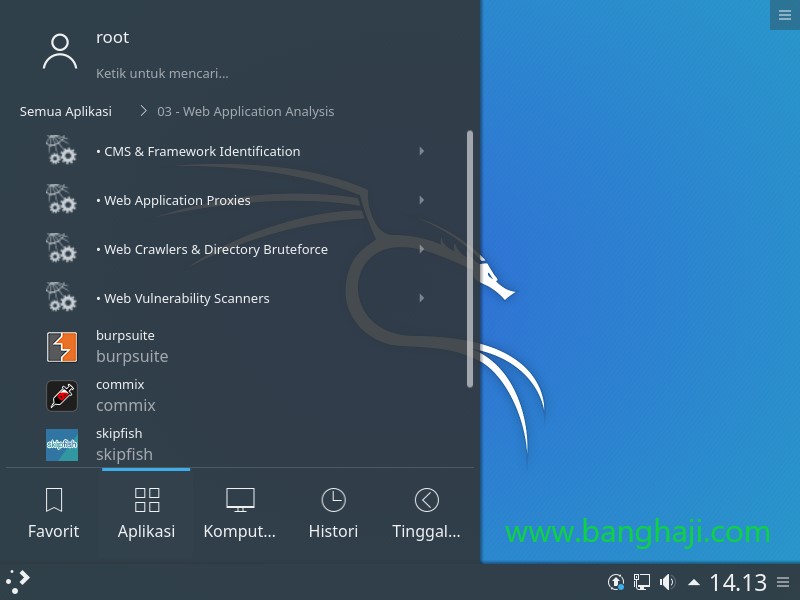 root
Ketik untuk mencari...
Semua Aplikasi
03 - Web Application Analysis
• CMS & Framework Identification
• Web Application Proxies
• Web Crawlers & Directory Bruteforce
• Web Vulnerability Scanners
burpsuite
burpsuite
commix
commix
skipfish
skipfish
skipfish
Favorit
Aplikasi
Komput...
Histori
Tinggal...
www.banghaji.com
14.13